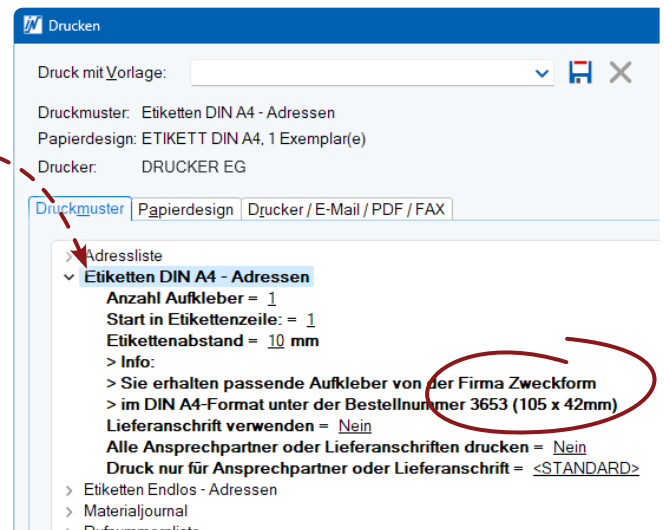 Drucken
Druck mit Vorlage:
Druckmuster: Etiketten DIN A4 - Adressen
Papierdesign: ETIKETT DIN A4, 1 Exemplar(e)
Drucker: DRUCKER EG
Druckmuster Papierdesign Drucker / E-Mail / PDF / FAX
Adressliste
Etiketten DIN A4 - Adressen
Anzahl Aufkleber = 1
Start in Etikettenzeile: = 1
Etikettenabstand = 10 mm
> Info:
> Sie erhalten passende Aufkleber von der Firma Zweckform
> im DIN A4-Format unter der Bestellnummer 3653 (105 x 42mm)
Lieferanschrift verwenden = Nein
Alle Ansprechpartner oder Lieferanschriften drucken = Nein
Druck nur für Ansprechpartner oder Lieferanschrift = <STANDARD>
Etiketten Endlos - Adressen
Materialjournal